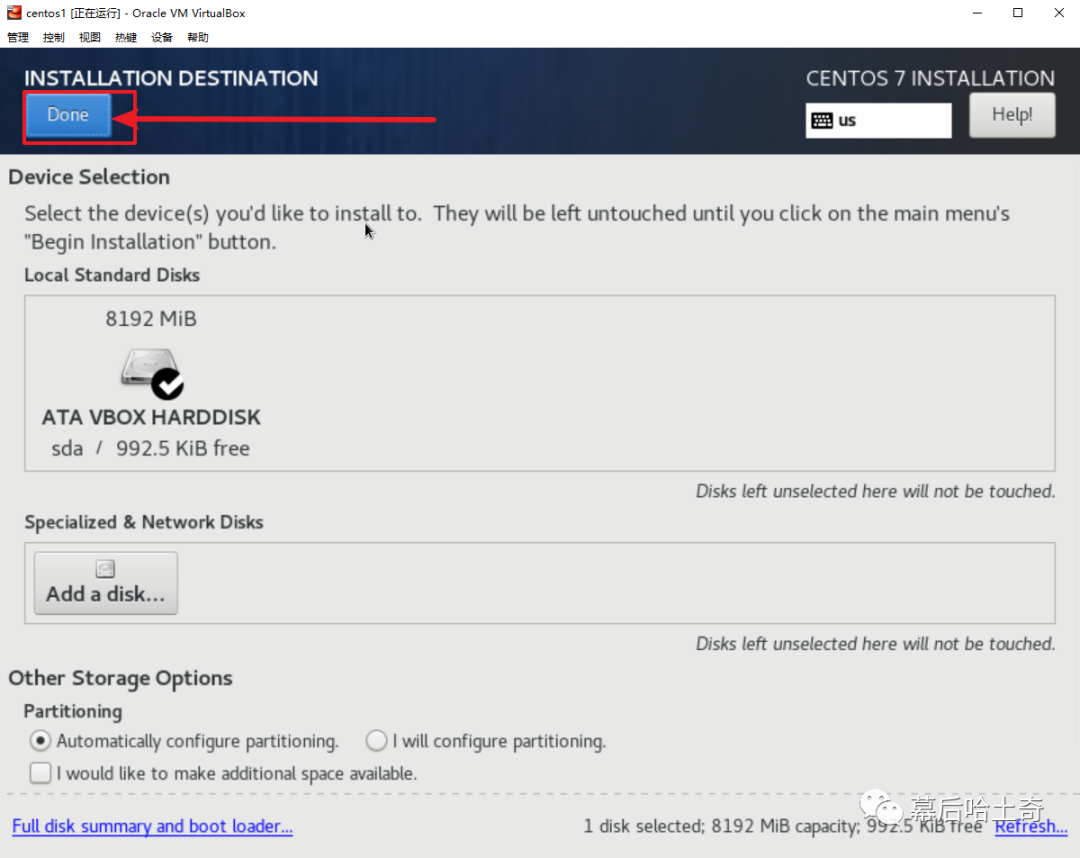 centos1 [正在运行] - Oracle VM VirtualBox
管理 控制 视图 热键 设备 帮助
INSTALLATION DESTINATION
CENTOS 7 INSTALLATION
Done
us
Help!
Device Selection
Select the device(s) you'd like to install to. They will be left untouched until you click on the main menu's
"Begin Installation" button.
Local Standard Disks
8192 MiB
ATA VBOX HARDDISK
sda / 992.5 KiB free
Disks left unselected here will not be touched.
Specialized & Network Disks
Add a disk...
Disks left unselected here will not be touched.
Other Storage Options
Partitioning
Automatically configure partitioning. I will configure partitioning.
I would like to make additional space available.
幕后哈士奇
Full disk summary and boot loader...
1 disk selected; 8192 MiB capacity; 992.5 KiB free Refresh...